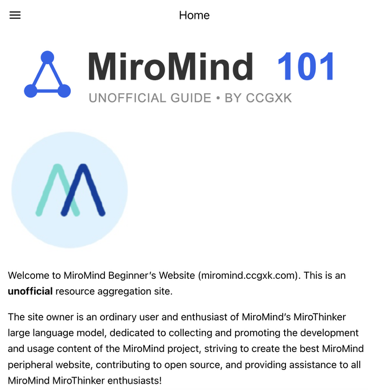 Home
MiroMind 101
UNOFFICIAL GUIDE • BY CCGXK
Welcome to MiroMind Beginner's Website (miromind.ccgxk.com). This is an
unofficial resource aggregation site.
The site owner is an ordinary user and enthusiast of MiroMind's MiroThinker
large language model, dedicated to collecting and promoting the development
and usage content of the MiroMind project, striving to create the best MiroMind
peripheral website, contributing to open source, and providing assistance to all
MiroMind MiroThinker enthusiasts!